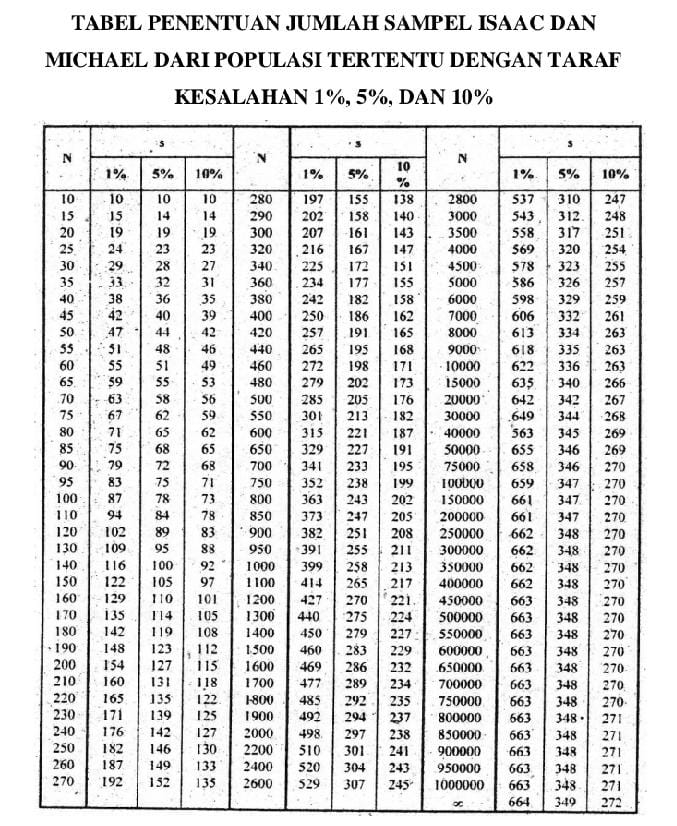 TABEL PENENTUAN JUMLAH SAMPEL ISAAC DAN
MICHAEL DARI POPULASI TERTENTU DENGAN TARAF
KESALAHAN 1%, 5%, DAN 10%
N s N s N s
1% 5% 10% 1% 5% 10 % 1% 5% 10%
10 10 10 10 280 197 155 138 2800 537 310 247
15 15 14 14 290 202 158 140 3000 543 312 248
20 19 19 19 300 207 161 143 3500 558 317 251
25 24 23 23 320 216 167 147 4000 569 320 254
30 29 28 27 340 225 172 151 4500 578 323 255
35 33 32 31 360 234 177 155 5000 586 326 257
40 38 36 35 380 242 182 158 6000 598 329 259
45 42 40 39 400 250 186 162 7000 606 332 261
50 47 44 42 420 257 191 165 8000 613 334 263
55 51 48 46 440 265 195 168 9000 618 335 263
60 55 51 49 460 272 198 171 10000 622 336 263
65 59 55 53 480 279 202 173 15000 635 340 266
70 63 58 56 500 285 205 176 20000 642 342 267
75 67 62 59 550 301 213 182 30000 649 344 268
80 71 65 62 600 315 221 187 40000 563 345 269
85 75 68 65 650 329 227 191 50000 655 346 269
90 79 72 68 700 341 233 195 75000 658 346 270
95 83 75 71 750 352 238 199 100000 659 347 270
100 87 78 73 800 363 243 202 150000 661 347 270
110 94 84 78 850 373 247 205 200000 661 347 270
120 102 89 83 900 382 251 208 250000 662 348 270
130 109 95 88 950 391 255 211 300000 662 348 270
140 116 100 92 1000 399 258 213 350000 662 348 270
150 122 105 97 1100 414 265 217 400000 662 348 270
160 129 110 101 1200 427 270 221 450000 663 348 270
170 135 114 105 1300 440 275 224 500000 663 348 270
180 142 119 108 1400 450 279 227 550000 663 348 270
190 148 123 112 1500 460 283 229 600000 663 348 270
200 154 127 115 1600 469 286 232 650000 663 348 270
210 160 131 118 1700 477 289 234 700000 663 348 270
220 165 135 122 1800 485 292 235 750000 663 348 270
230 171 139 125 1900 492 294 237 800000 663 348 271
240 176 142 127 2000 498 297 238 850000 663 348 271
250 182 146 130 2200 510 301 241 900000 663 348 271
260 187 149 133 2400 520 304 243 950000 663 348 271
270 192 152 135 2600 529 307 245 1000000 663 348 271
∞ 664 349 272